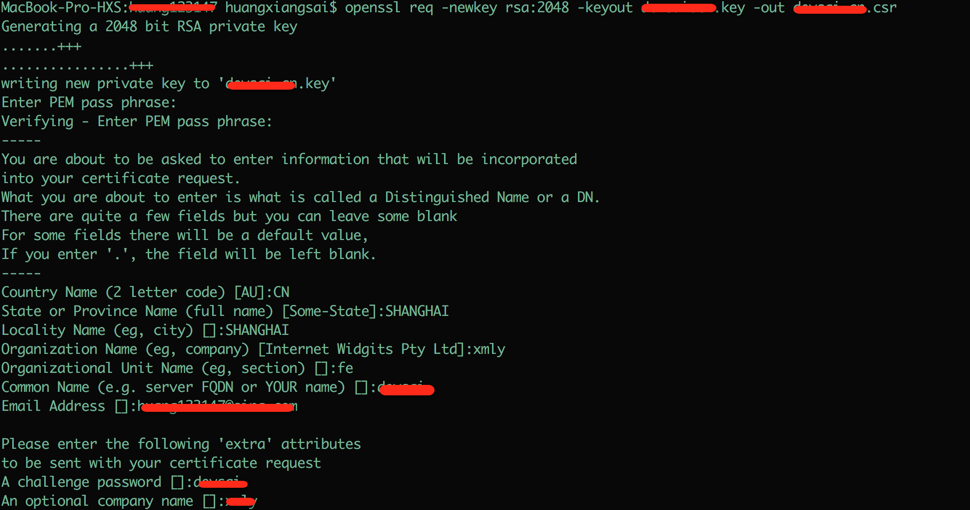 MacBook-Pro-HXS: huangxiangsai$ openssl req -newkey rsa:2048 -keyout .key -out .csr
Generating a 2048 bit RSA private key
.......+++
................+++
writing new private key to ' .key'
Enter PEM pass phrase:
Verifying - Enter PEM pass phrase:
-----
You are about to be asked to enter information that will be incorporated
into your certificate request.
What you are about to enter is what is called a Distinguished Name or a DN.
There are quite a few fields but you can leave some blank
For some fields there will be a default value,
If you enter '.', the field will be left blank.
-----
Country Name (2 letter code) [AU]:CN
State or Province Name (full name) [Some-State]:SHANGHAI
Locality Name (eg, city) []:SHANGHAI
Organization Name (eg, company) [Internet Widgits Pty Ltd]:xmly
Organizational Unit Name (eg, section) []:fe
Common Name (e.g. server FQDN or YOUR name) []:
Email Address []:
Please enter the following 'extra' attributes
to be sent with your certificate request
A challenge password []:
An optional company name []: